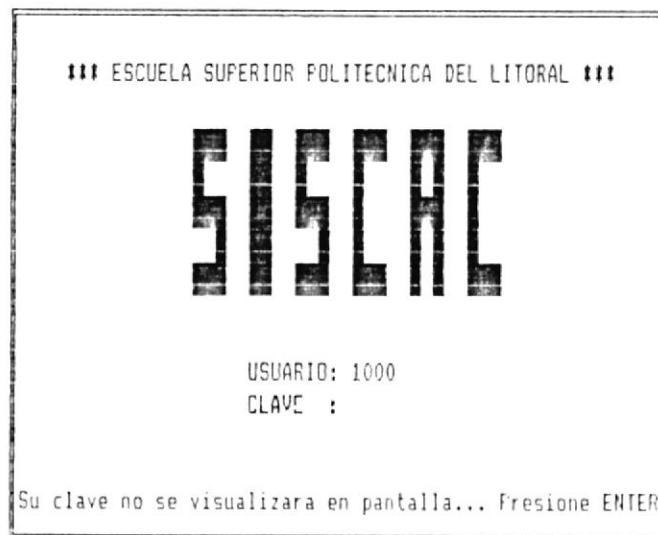 *** ESCUELA SUPERIOR POLITECNICA DEL LITORAL ***
SISCAC
USUARIO: 1000
CLAVE :
Su clave no se visualizara en pantalla... Presione ENTER